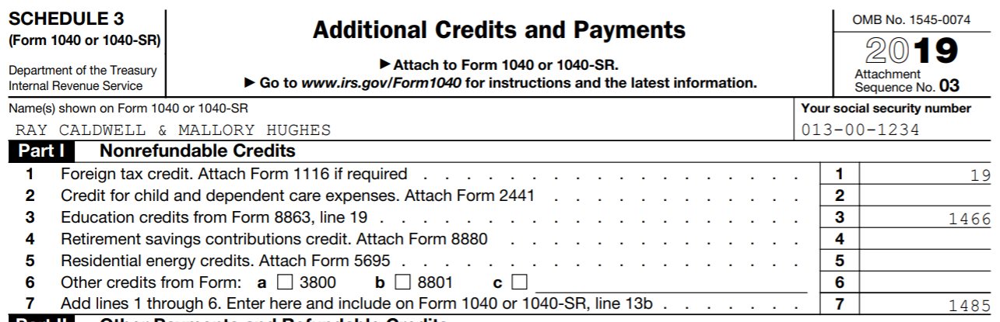 SCHEDULE 3
(Form 1040 or 1040-SR)
Department of the Treasury
Internal Revenue Service
Additional Credits and Payments
▶ Attach to Form 1040 or 1040-SR.
▶ Go to www.irs.gov/Form1040 for instructions and the latest information.
OMB No. 1545-0074
2019
Attachment
Sequence No. 03
Name(s) shown on Form 1040 or 1040-SR
RAY CALDWELL & MALLORY HUGHES
Your social security number
013-00-1234
Part I Nonrefundable Credits
1 Foreign tax credit. Attach Form 1116 if required . . . . . . . . . . . . . . . . . . 1 19
2 Credit for child and dependent care expenses. Attach Form 2441 . . . . . . . . . . . . 2
3 Education credits from Form 8863, line 19 . . . . . . . . . . . . . . . . . . . . 3 1466
4 Retirement savings contributions credit. Attach Form 8880 . . . . . . . . . . . . . . 4
5 Residential energy credits. Attach Form 5695 . . . . . . . . . . . . . . . . . . . 5
6 Other credits from Form: a ☐ 3800 b ☐ 8801 c ☐ 6
7 Add lines 1 through 6. Enter here and include on Form 1040 or 1040-SR, line 13b . . . . . . . 7 1485
Part II Other Payments and Refundable Credits